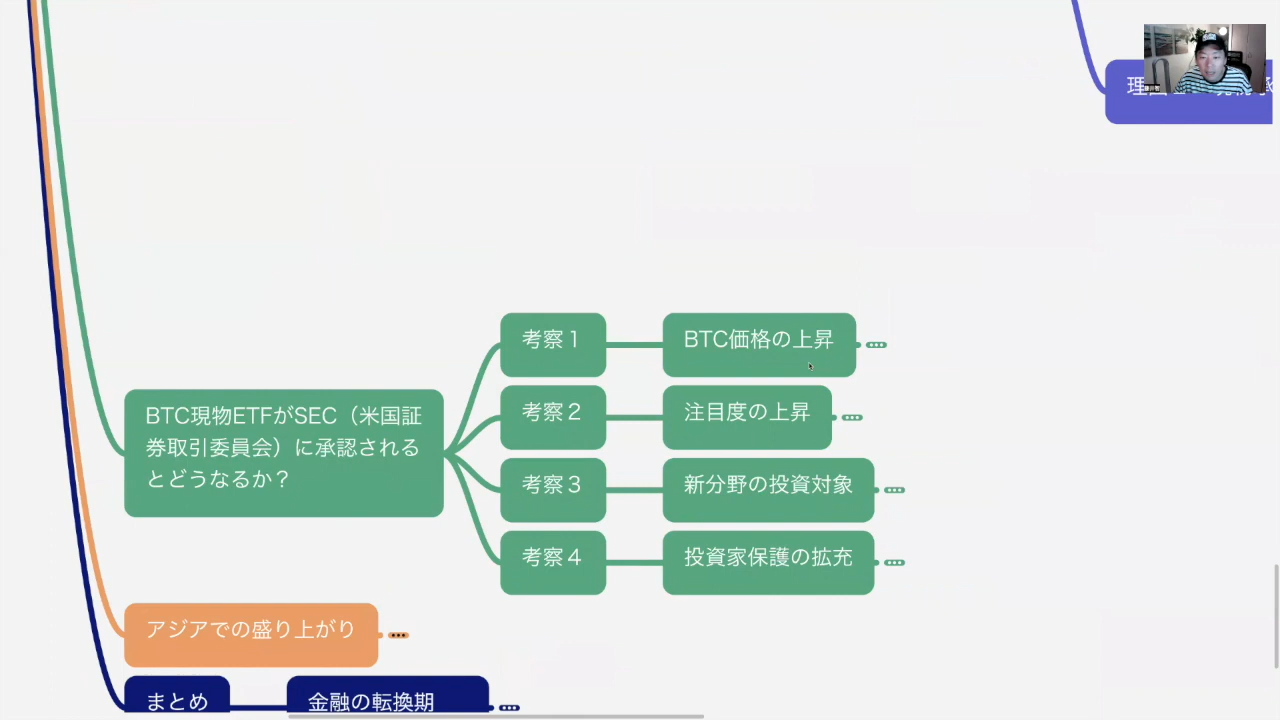 理由
BTC現物ETFがSEC（米国証
券取引委員会）に承認される
とどうなるか？
考察１
BTC価格の上昇
考察２
注目度の上昇
考察３
新分野の投資対象
考察４
投資家保護の拡充
アジアでの盛り上がり
まとめ
金融の転換期